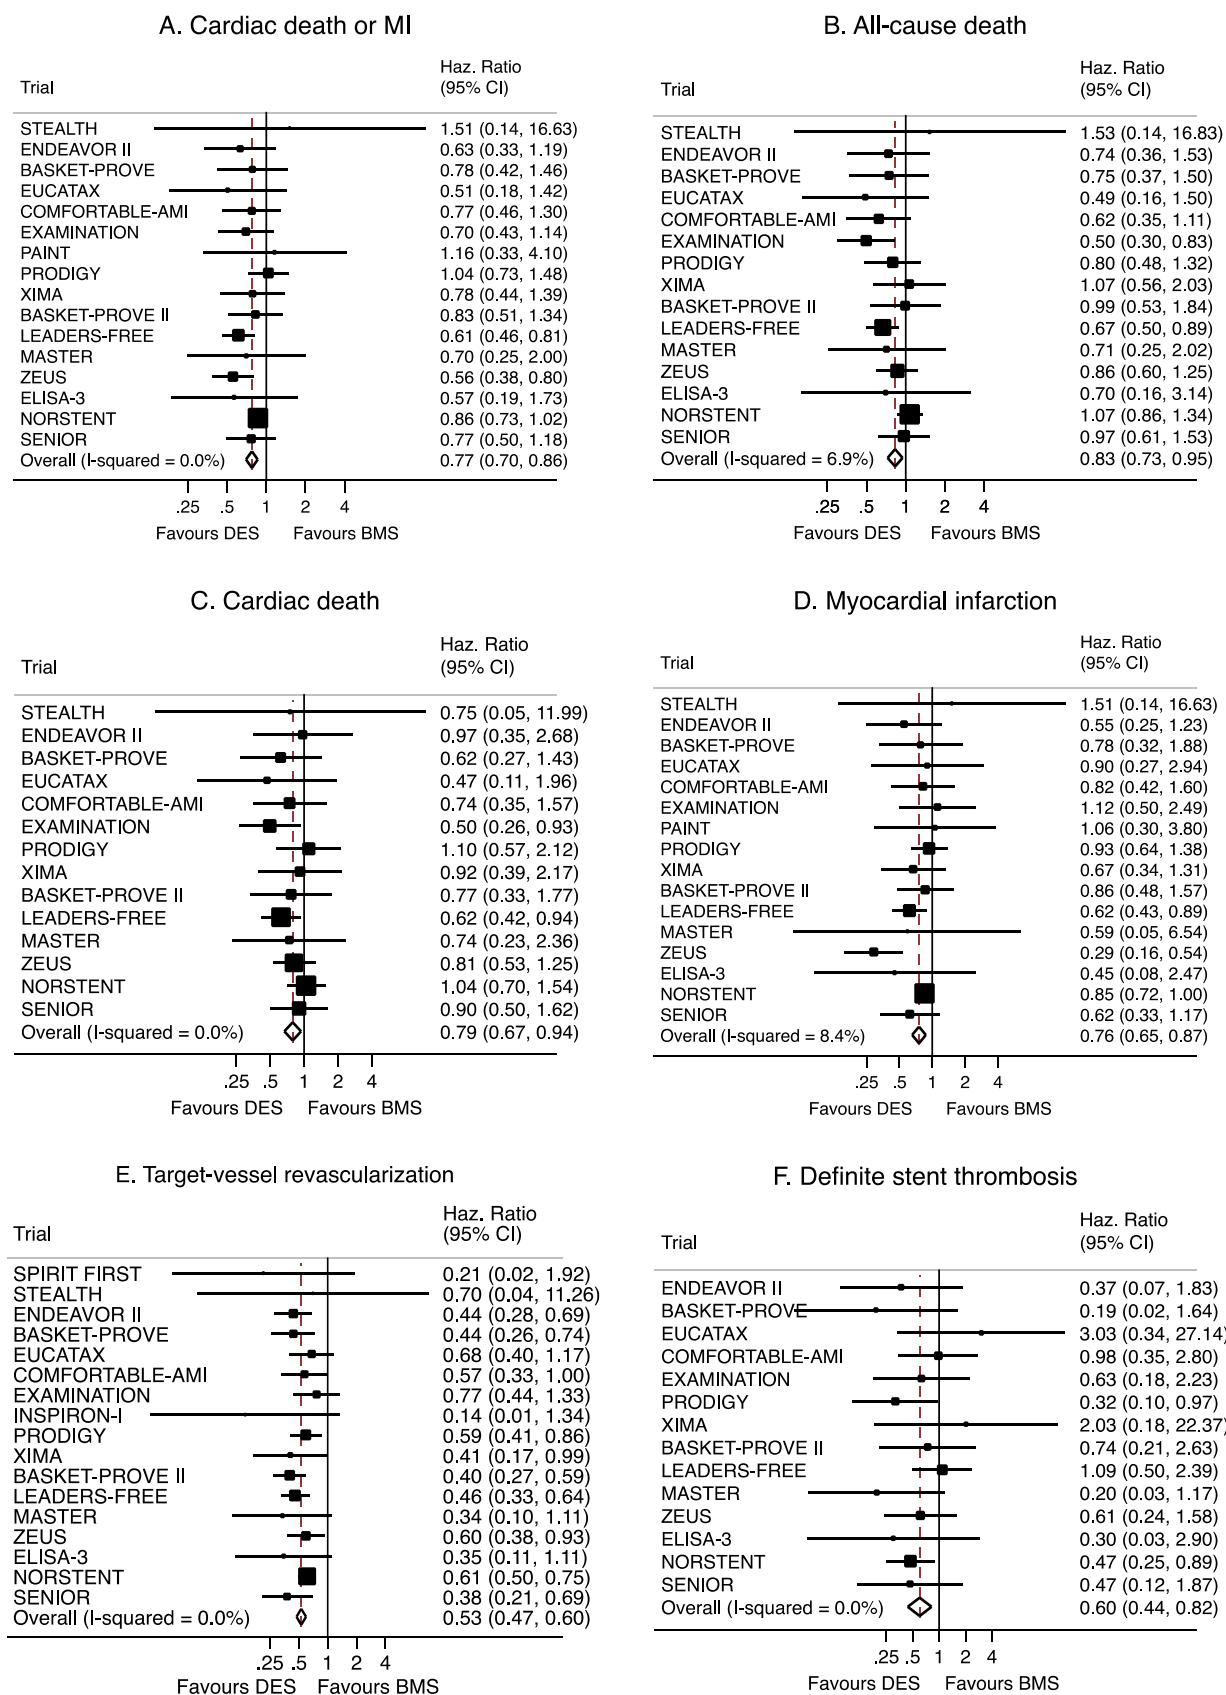 A. Cardiac death or MI
Haz. Ratio
Trial (95% CI)
STEALTH 1.51 (0.14, 16.63)
ENDEAVOR II 0.63 (0.33, 1.19)
BASKET-PROVE 0.78 (0.42, 1.46)
EUCATAX 0.51 (0.18, 1.42)
COMFORTABLE-AMI 0.77 (0.46, 1.30)
EXAMINATION 0.70 (0.43, 1.14)
PAINT 1.16 (0.33, 4.10)
PRODIGY 1.04 (0.73, 1.48)
XIMA 0.78 (0.44, 1.39)
BASKET-PROVE II 0.83 (0.51, 1.34)
LEADERS-FREE 0.61 (0.46, 0.81)
MASTER 0.70 (0.25, 2.00)
ZEUS 0.56 (0.38, 0.80)
ELISA-3 0.57 (0.19, 1.73)
NORSTENT 0.86 (0.73, 1.02)
SENIOR 0.77 (0.50, 1.18)
Overall (I-squared = 0.0%) 0.77 (0.70, 0.86)
.25 .5 1 2 4
Favours DES Favours BMS
B. All-cause death
Haz. Ratio
Trial (95% CI)
STEALTH 1.53 (0.14, 16.83)
ENDEAVOR II 0.74 (0.36, 1.53)
BASKET-PROVE 0.75 (0.37, 1.50)
EUCATAX 0.49 (0.16, 1.50)
COMFORTABLE-AMI 0.62 (0.35, 1.11)
EXAMINATION 0.50 (0.30, 0.83)
PRODIGY 0.80 (0.48, 1.32)
XIMA 1.07 (0.56, 2.03)
BASKET-PROVE II 0.99 (0.53, 1.84)
LEADERS-FREE 0.67 (0.50, 0.89)
MASTER 0.71 (0.25, 2.02)
ZEUS 0.86 (0.60, 1.25)
ELISA-3 0.70 (0.16, 3.14)
NORSTENT 1.07 (0.86, 1.34)
SENIOR 0.97 (0.61, 1.53)
Overall (I-squared = 6.9%) 0.83 (0.73, 0.95)
.25 .5 1 2 4
Favours DES Favours BMS
C. Cardiac death
Haz. Ratio
Trial (95% CI)
STEALTH 0.75 (0.05, 11.99)
ENDEAVOR II 0.97 (0.35, 2.68)
BASKET-PROVE 0.62 (0.27, 1.43)
EUCATAX 0.47 (0.11, 1.96)
COMFORTABLE-AMI 0.74 (0.35, 1.57)
EXAMINATION 0.50 (0.26, 0.93)
PRODIGY 1.10 (0.57, 2.12)
XIMA 0.92 (0.39, 2.17)
BASKET-PROVE II 0.77 (0.33, 1.77)
LEADERS-FREE 0.62 (0.42, 0.94)
MASTER 0.74 (0.23, 2.36)
ZEUS 0.81 (0.53, 1.25)
NORSTENT 1.04 (0.70, 1.54)
SENIOR 0.90 (0.50, 1.62)
Overall (I-squared = 0.0%) 0.79 (0.67, 0.94)
.25 .5 1 2 4
Favours DES Favours BMS
D. Myocardial infarction
Haz. Ratio
Trial (95% CI)
STEALTH 1.51 (0.14, 16.63)
ENDEAVOR II 0.55 (0.25, 1.23)
BASKET-PROVE 0.78 (0.32, 1.88)
EUCATAX 0.90 (0.27, 2.94)
COMFORTABLE-AMI 0.82 (0.42, 1.60)
EXAMINATION 1.12 (0.50, 2.49)
PAINT 1.06 (0.30, 3.80)
PRODIGY 0.93 (0.64, 1.38)
XIMA 0.67 (0.34, 1.31)
BASKET-PROVE II 0.86 (0.48, 1.57)
LEADERS-FREE 0.62 (0.43, 0.89)
MASTER 0.59 (0.05, 6.54)
ZEUS 0.29 (0.16, 0.54)
ELISA-3 0.45 (0.08, 2.47)
NORSTENT 0.85 (0.72, 1.00)
SENIOR 0.62 (0.33, 1.17)
Overall (I-squared = 8.4%) 0.76 (0.65, 0.87)
.25 .5 1 2 4
Favours DES Favours BMS
E. Target-vessel revascularization
Haz. Ratio
Trial (95% CI)
SPIRIT FIRST 0.21 (0.02, 1.92)
STEALTH 0.70 (0.04, 11.26)
ENDEAVOR II 0.44 (0.28, 0.69)
BASKET-PROVE 0.44 (0.26, 0.74)
EUCATAX 0.68 (0.40, 1.17)
COMFORTABLE-AMI 0.57 (0.33, 1.00)
EXAMINATION 0.77 (0.44, 1.33)
INSPIRON-I 0.14 (0.01, 1.34)
PRODIGY 0.59 (0.41, 0.86)
XIMA 0.41 (0.17, 0.99)
BASKET-PROVE II 0.40 (0.27, 0.59)
LEADERS-FREE 0.46 (0.33, 0.64)
MASTER 0.34 (0.10, 1.11)
ZEUS 0.60 (0.38, 0.93)
ELISA-3 0.35 (0.11, 1.11)
NORSTENT 0.61 (0.50, 0.75)
SENIOR 0.38 (0.21, 0.69)
Overall (I-squared = 0.0%) 0.53 (0.47, 0.60)
.25 .5 1 2 4
Favours DES Favours BMS
F. Definite stent thrombosis
Haz. Ratio
Trial (95% CI)
ENDEAVOR II 0.37 (0.07, 1.83)
BASKET-PROVE 0.19 (0.02, 1.64)
EUCATAX 3.03 (0.34, 27.14)
COMFORTABLE-AMI 0.98 (0.35, 2.80)
EXAMINATION 0.63 (0.18, 2.23)
PRODIGY 0.32 (0.10, 0.97)
XIMA 2.03 (0.18, 22.37)
BASKET-PROVE II 0.74 (0.21, 2.63)
LEADERS-FREE 1.09 (0.50, 2.39)
MASTER 0.20 (0.03, 1.17)
ZEUS 0.61 (0.24, 1.58)
ELISA-3 0.30 (0.03, 2.90)
NORSTENT 0.47 (0.25, 0.89)
SENIOR 0.47 (0.12, 1.87)
Overall (I-squared = 0.0%) 0.60 (0.44, 0.82)
.25 .5 1 2 4
Favours DES Favours BMS